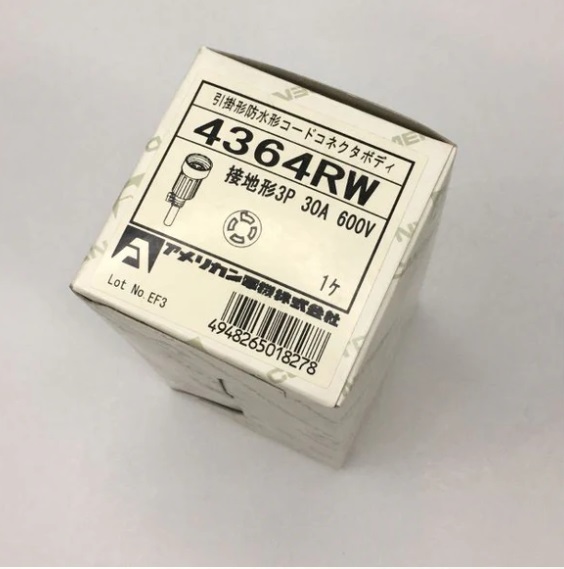 引掛形防水形コードコネクタボディ
4364RW
接地形3P 30A 600V
1ケ
アメリカン電機株式会社
Lot No.EF3
4948265018278